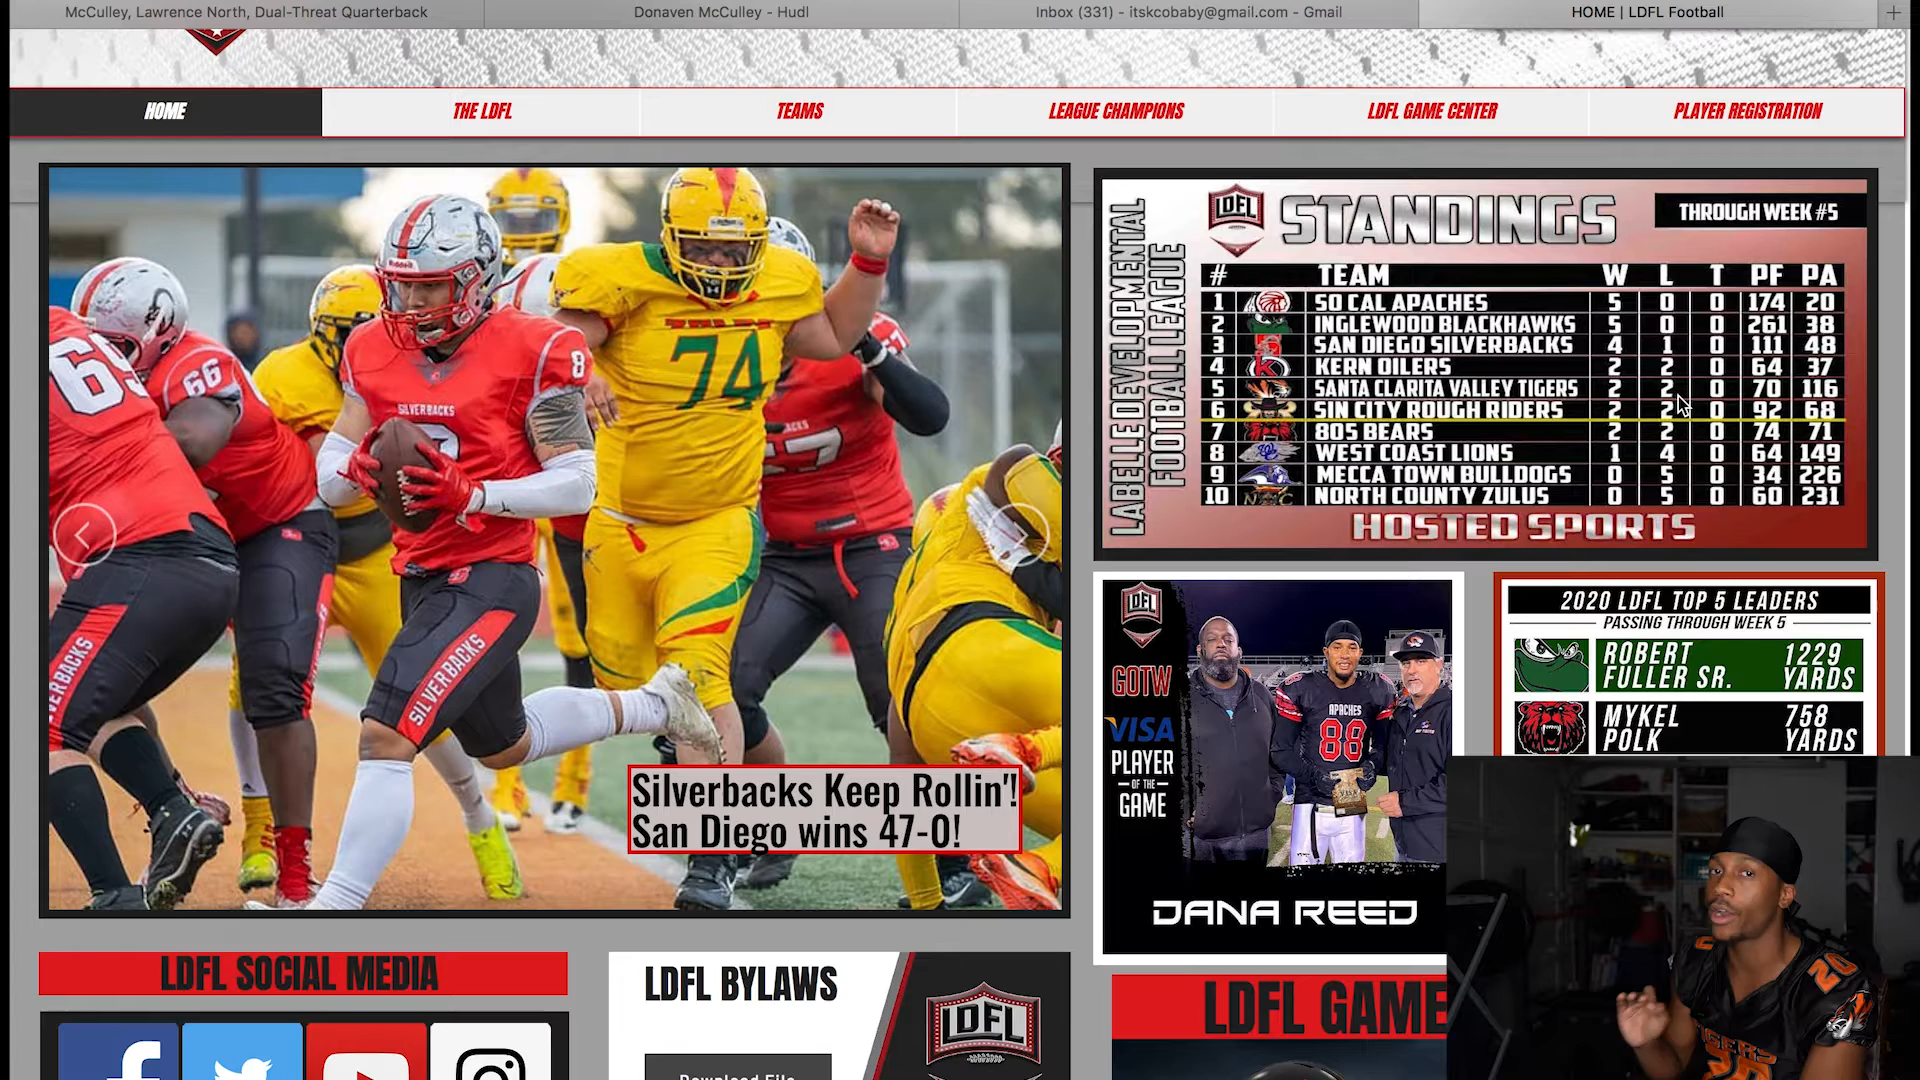 McCulley, Lawrence North, Dual-Threat Quarterback
Donaven McCulley - Hudl
Inbox (331) - itskcobaby@gmail.com - Gmail
HOME | LDFL Football
HOME
THE LDFL
TEAMS
LEAGUE CHAMPIONS
LDFL GAME CENTER
PLAYER REGISTRATION
69
66
SILVERBACKS
8
74
SILVERBACKS
SILVERBACKS
Silverbacks Keep Rollin'!
San Diego wins 47-0!
LABELLE DEVELOPMENTAL
FOOTBALL LEAGUE
LDFL
STANDINGS
THROUGH WEEK #5
# TEAM W L T PF PA
1 SO CAL APACHES 5 0 0 174 20
2 INGLEWOOD BLACKHAWKS 5 0 0 261 38
3 SAN DIEGO SILVERBACKS 4 1 0 111 48
4 KERN OILERS 2 2 0 64 37
5 SANTA CLARITA VALLEY TIGERS 2 2 0 70 116
6 SIN CITY ROUGH RIDERS 2 2 0 92 68
7 805 BEARS 2 2 0 74 71
8 WEST COAST LIONS 1 4 0 64 149
9 MECCA TOWN BULLDOGS 0 5 0 34 226
10 NORTH COUNTY ZULUS 0 5 0 60 231
HOSTED SPORTS
LDFL
GOTW
VISA
PLAYER
OF THE
GAME
APACHES
88
DANA REED
2020 LDFL TOP 5 LEADERS
PASSING THROUGH WEEK 5
ROBERT
FULLER SR.
1229
YARDS
MYKEL
POLK
758
YARDS
LDFL SOCIAL MEDIA
LDFL BYLAWS
LDFL
Download File
LDFL GAME
20
TIGERS
20